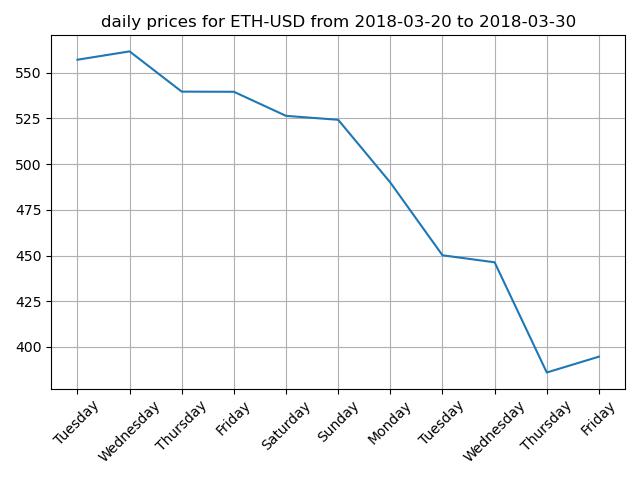 daily prices for ETH-USD from 2018-03-20 to 2018-03-30
550
525
500
475
450
425
400
Tuesday
Wednesday
Thursday
Friday
Saturday
Sunday
Monday
Tuesday
Wednesday
Thursday
Friday